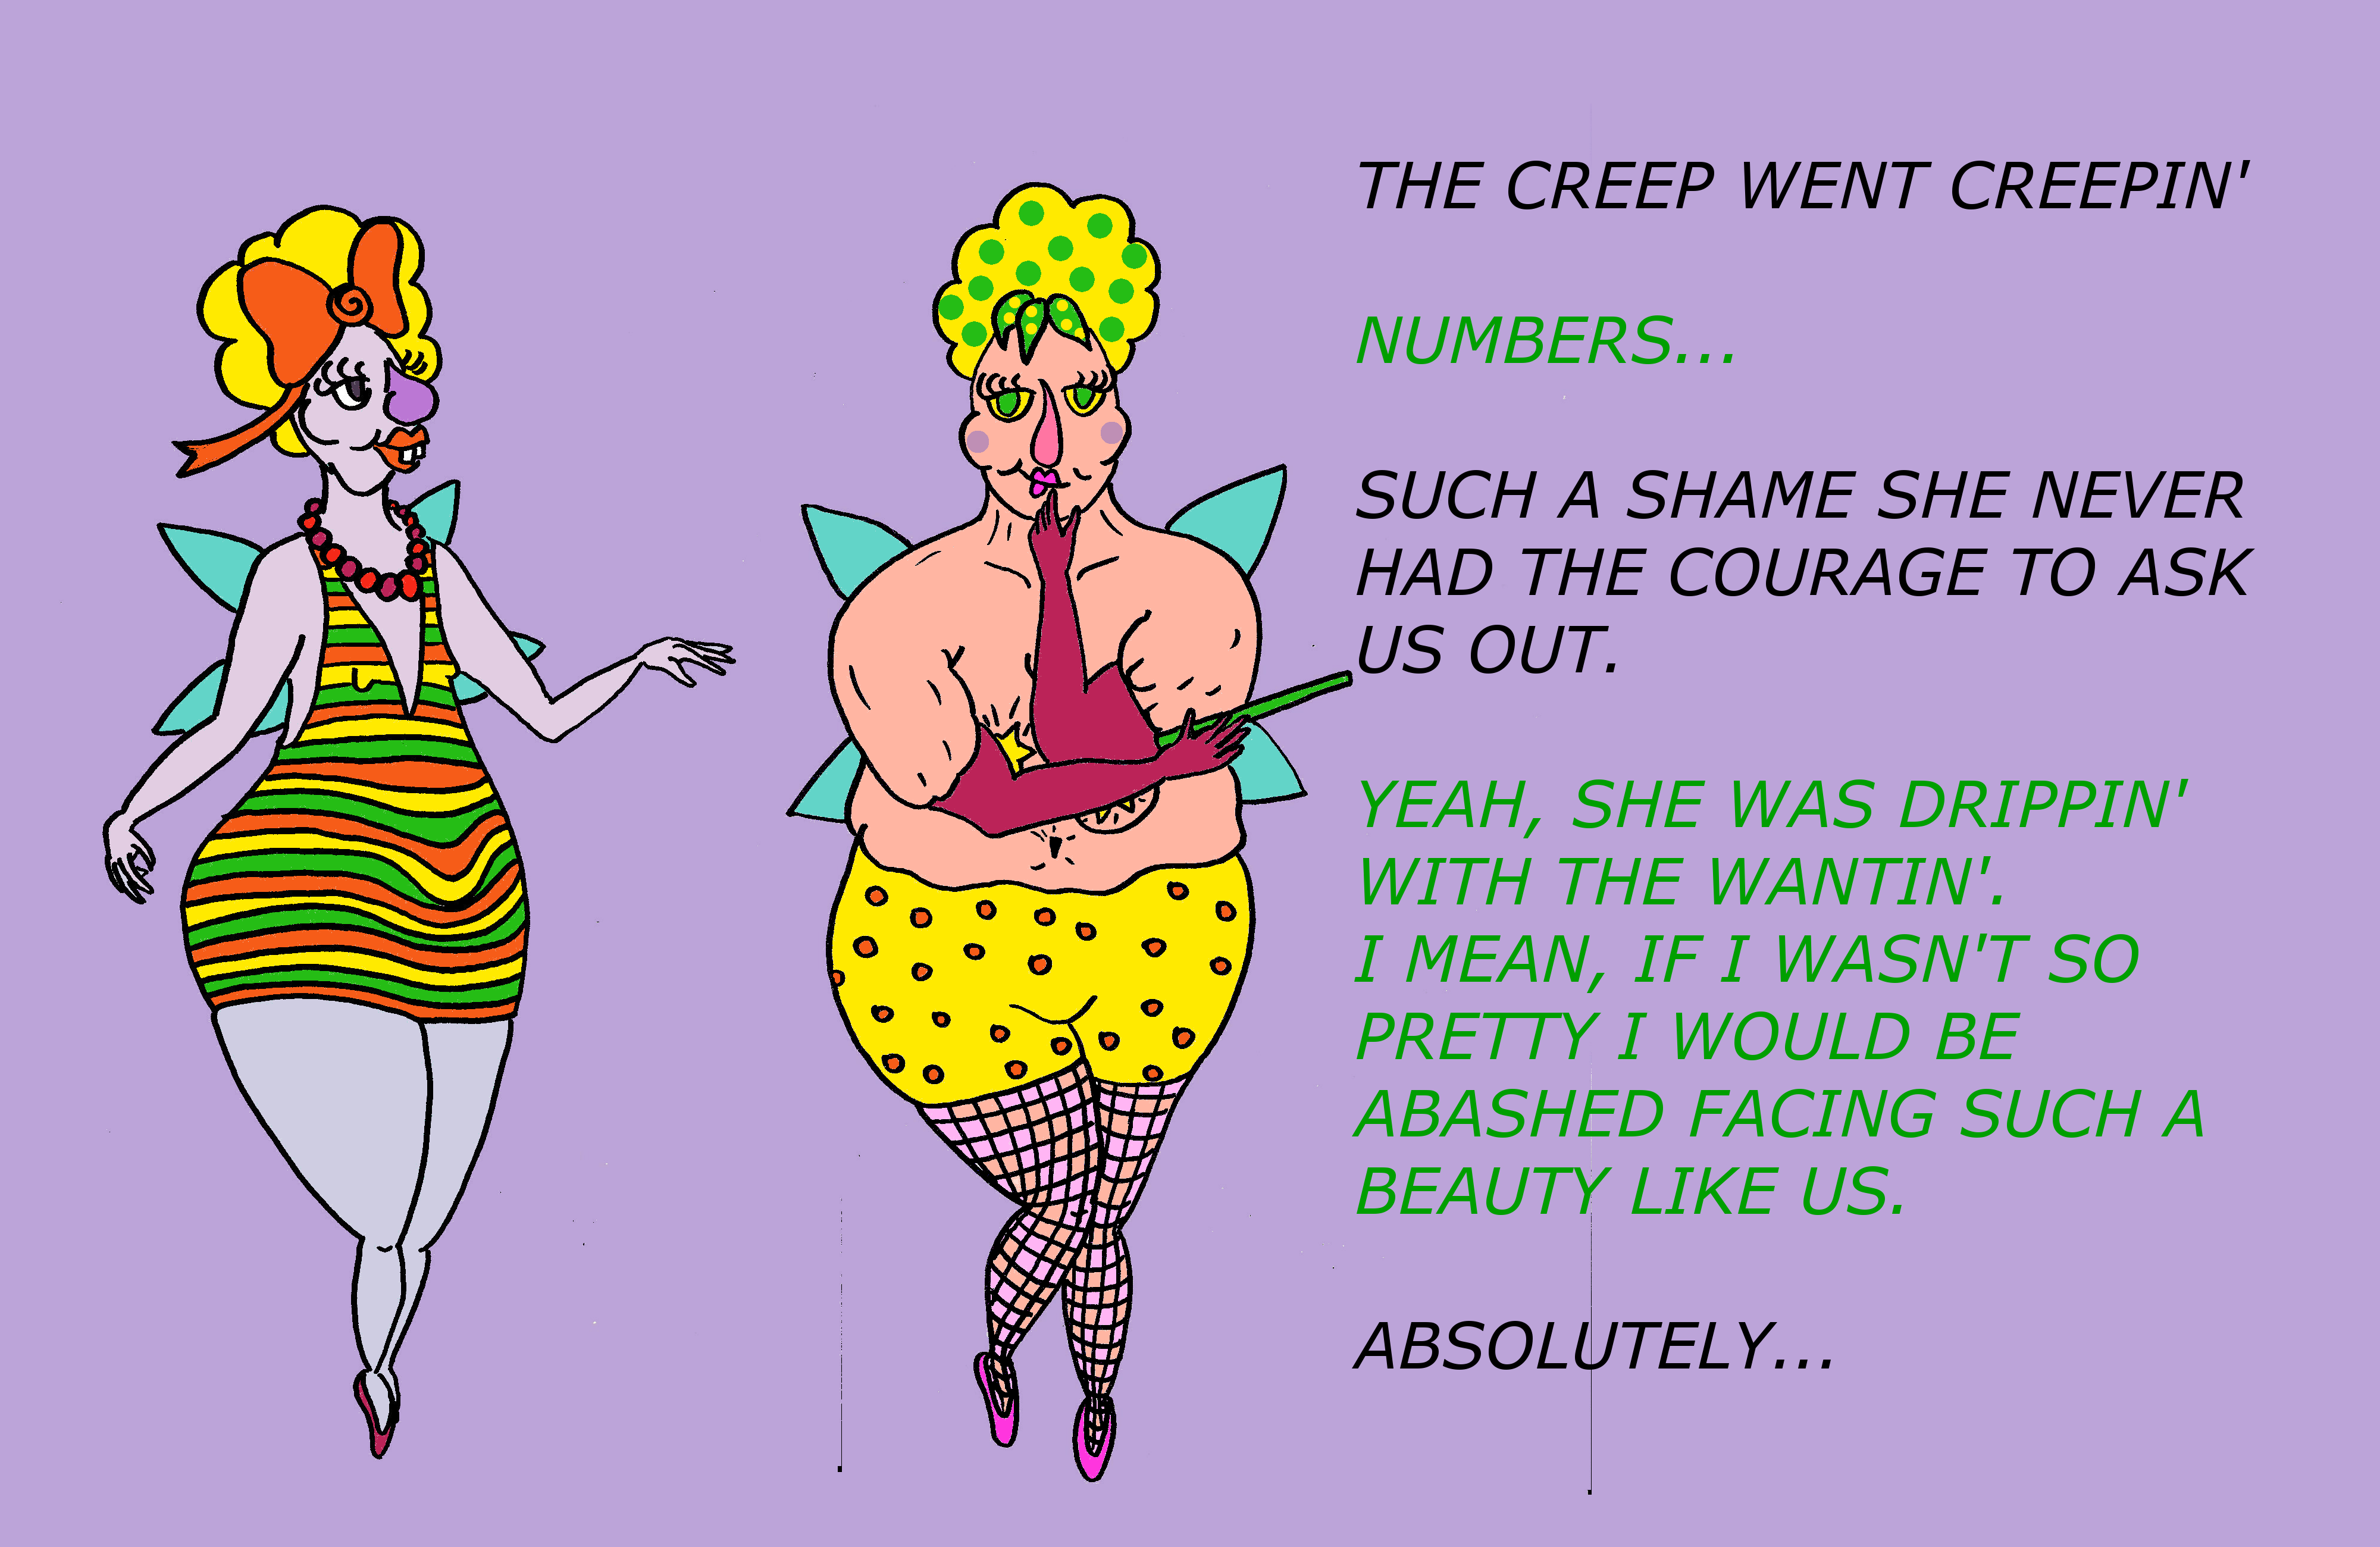 THE CREEP WENT CREEPIN'
NUMBERS...
SUCH A SHAME SHE NEVER
HAD THE COURAGE TO ASK
US OUT.
YEAH, SHE WAS DRIPPIN'
WITH THE WANTIN'.
I MEAN, IF I WASN'T SO
PRETTY I WOULD BE
ABASHED FACING SUCH A
BEAUTY LIKE US.
ABSOLUTELY...